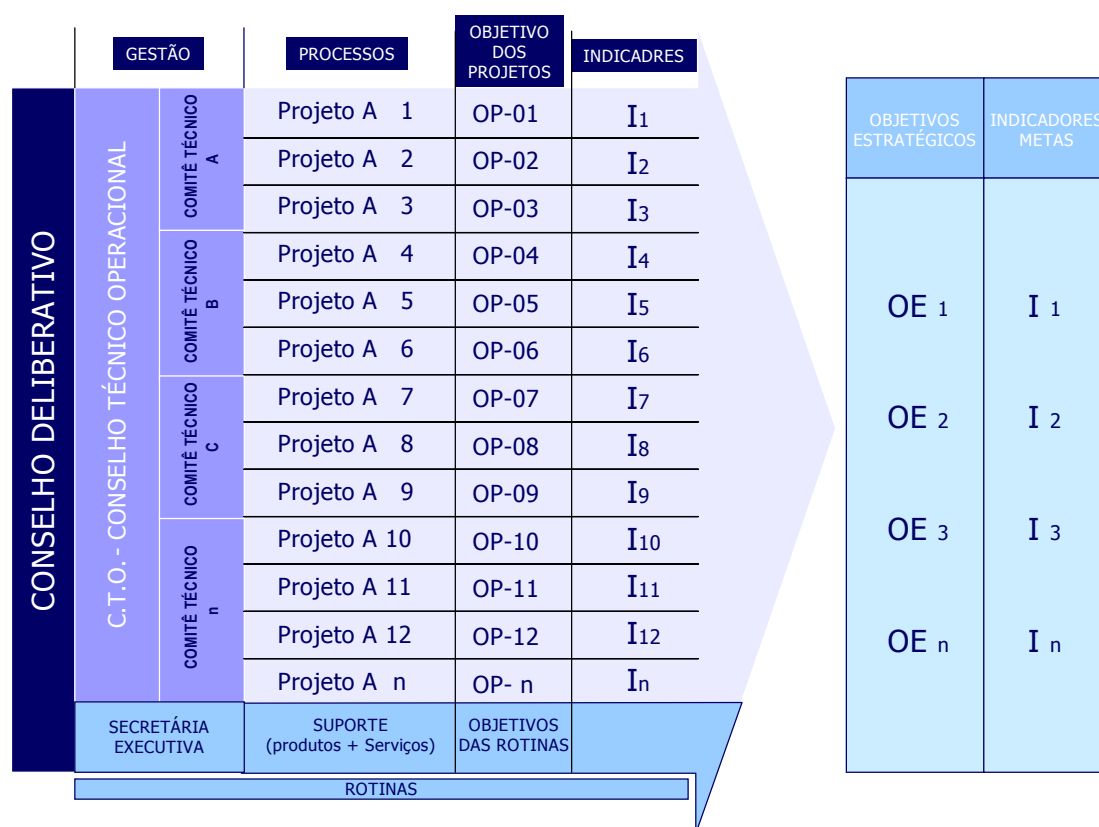 GESTÃO
PROCESSOS
OBJETIVO
DOS
PROJETOS
INDICADRES
CONSELHO DELIBERATIVO
C.T.O. - CONSELHO TÉCNICO OPERACIONAL
COMITÊ TÉCNICO
A
Projeto A 1 OP-01 I1
Projeto A 2 OP-02 I2
Projeto A 3 OP-03 I3
COMITÊ TÉCNICO
B
Projeto A 4 OP-04 I4
Projeto A 5 OP-05 I5
Projeto A 6 OP-06 I6
COMITÊ TÉCNICO
C
Projeto A 7 OP-07 I7
Projeto A 8 OP-08 I8
Projeto A 9 OP-09 I9
COMITÊ TÉCNICO
n
Projeto A 10 OP-10 I10
Projeto A 11 OP-11 I11
Projeto A 12 OP-12 I12
Projeto A n OP- n In
SECRETÁRIA
EXECUTIVA
SUPORTE
(produtos + Serviços)
OBJETIVOS
DAS ROTINAS
ROTINAS
OBJETIVOS
ESTRATÉGICOS
INDICADORES
METAS
OE 1 I 1
OE 2 I 2
OE 3 I 3
OE n I n